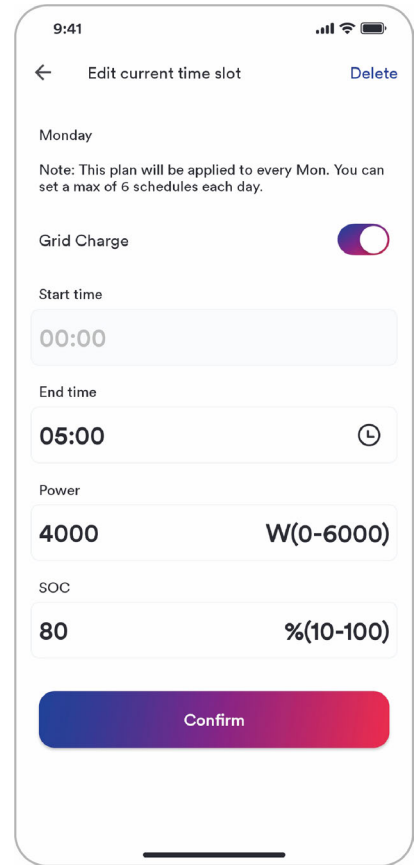 9:41
Edit current time slot Delete
Monday
Note: This plan will be applied to every Mon. You can
set a max of 6 schedules each day.
Grid Charge
Start time
00:00
End time
05:00
Power
4000 W(0-6000)
SOC
80 %(10-100)
Confirm